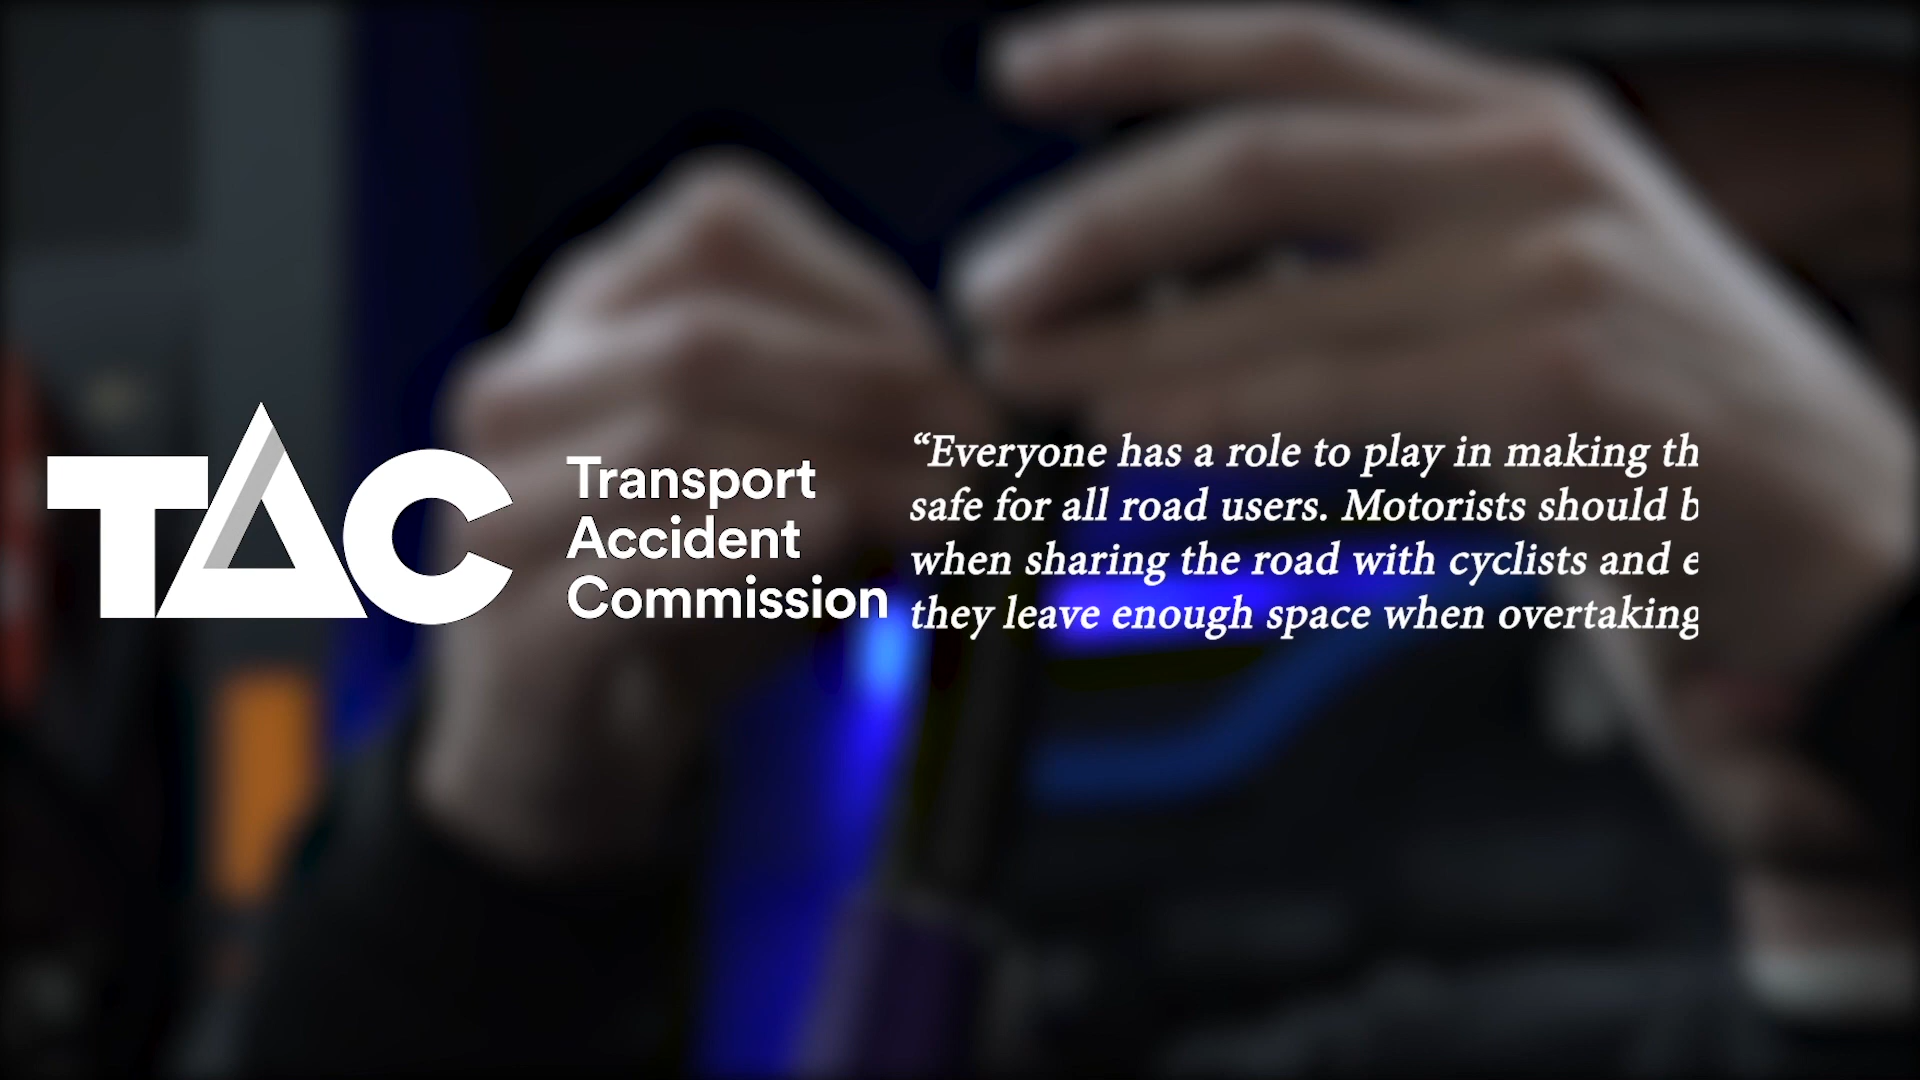 TAC
Transport
Accident
Commission
“Everyone has a role to play in making th
safe for all road users. Motorists should b
when sharing the road with cyclists and e
they leave enough space when overtaking